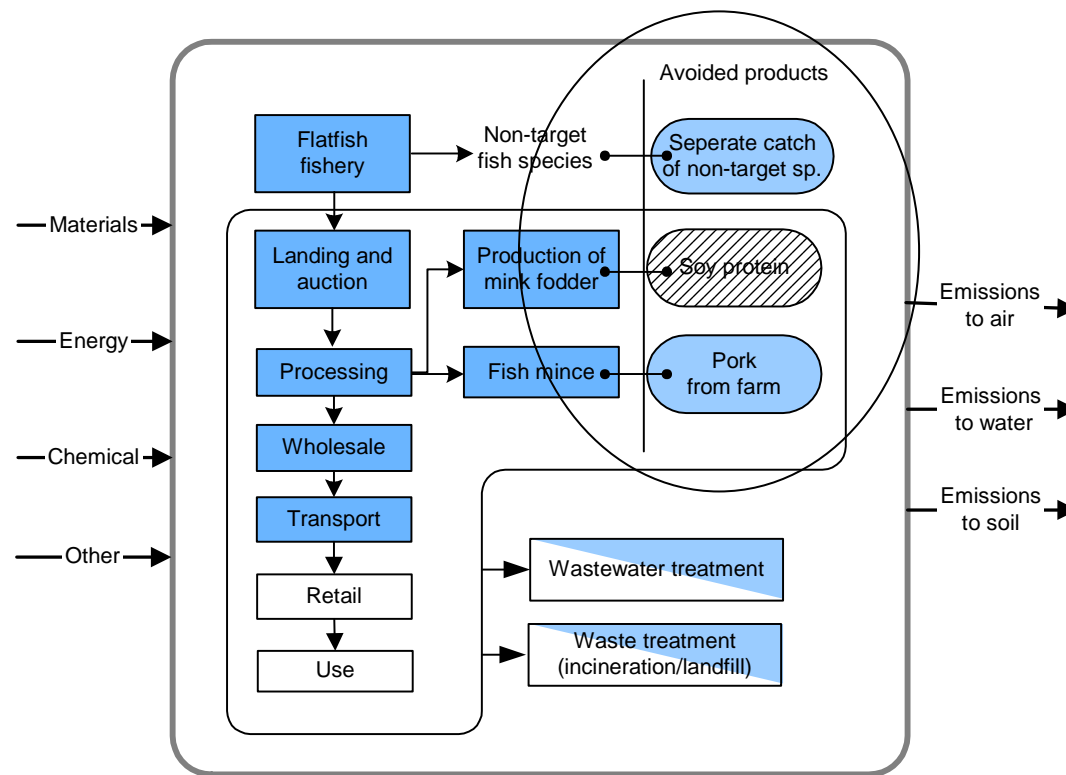 Avoided products
Flatfish
fishery
Non-target
fish species
Seperate catch
of non-target sp.
Materials
Energy
Chemical
Other
Landing and
auction
Production of
mink fodder
Soy protein
Processing
Fish mince
Pork
from farm
Wholesale
Transport
Retail
Use
Wastewater treatment
Waste treatment
(incineration/landfill)
Emissions
to air
Emissions
to water
Emissions
to soil